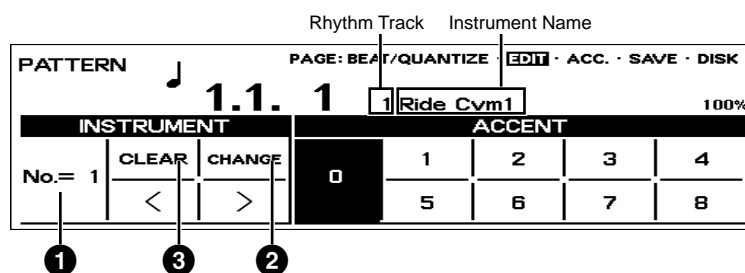 Rhythm Track Instrument Name
PATTERN PAGE: BEAT/QUANTIZE · EDIT · ACC. · SAVE · DISK
1.1. 1 1 Ride Cym1 100%
INSTRUMENT ACCENT
No.= 1 CLEAR CHANGE 0 1 2 3 4
< > 5 6 7 8
1 3 2